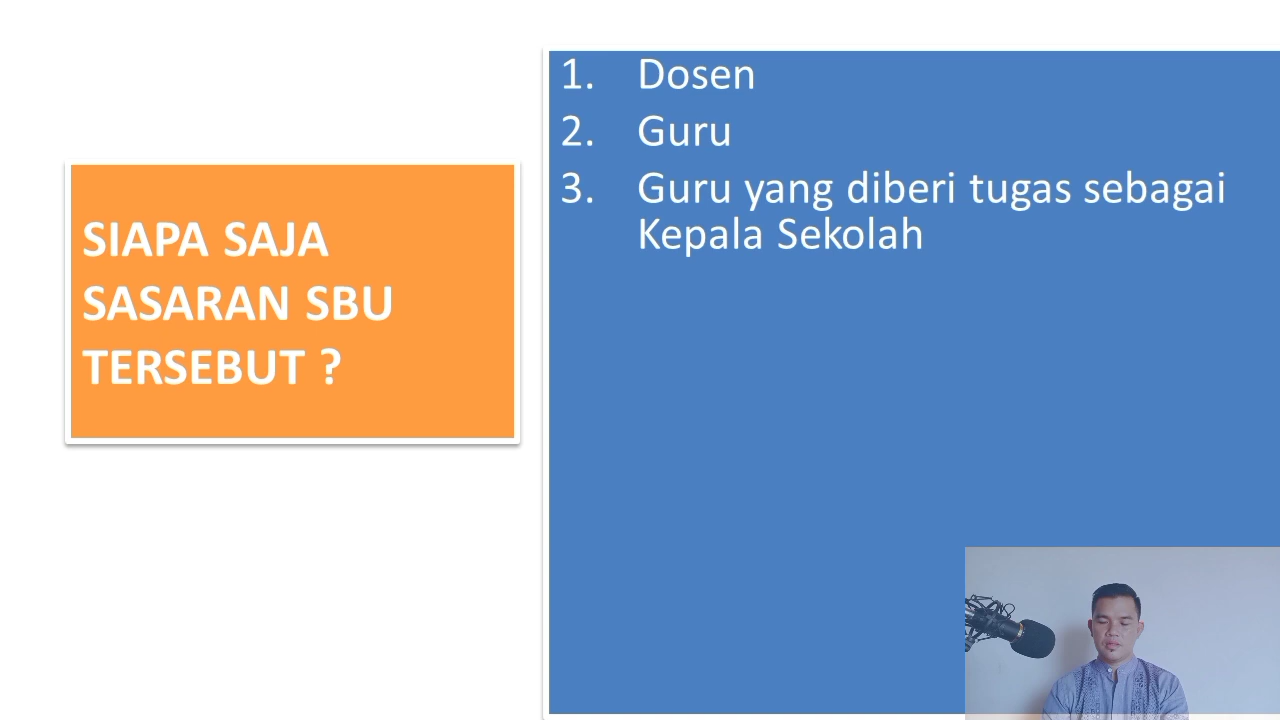 SIAPA SAJA
SASARAN SBU
TERSEBUT ?
1. Dosen
2. Guru
3. Guru yang diberi tugas sebagai
Kepala Sekolah